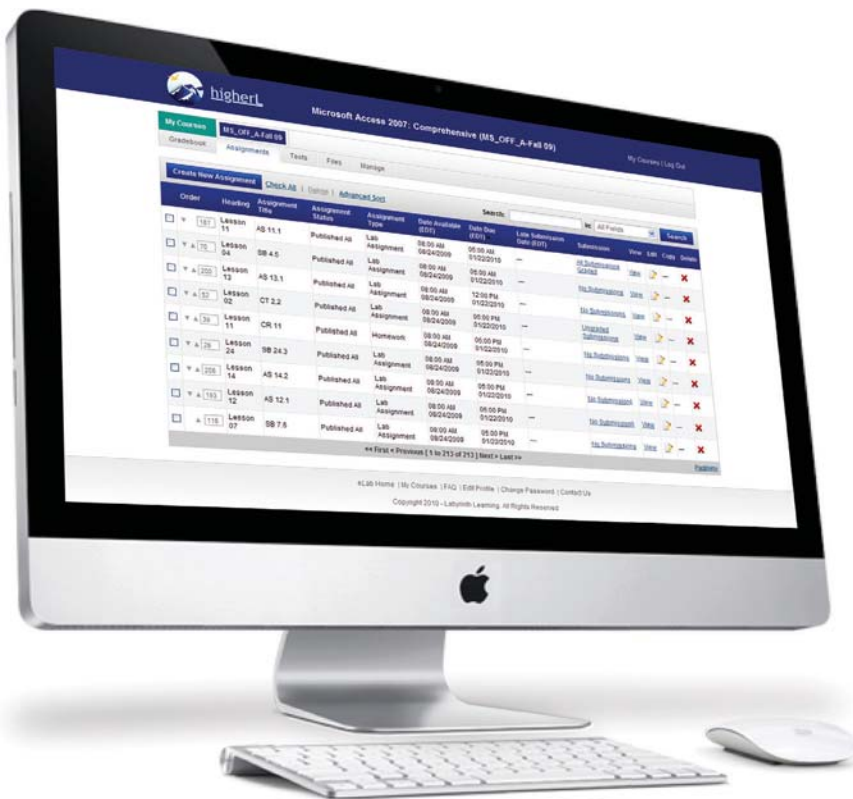 higherL
Microsoft Access 2007: Comprehensive (MS_OFF_A-Fall 09)
My Courses | Log Out
My Courses MS_OFF_A-Fall 09
Gradebook Assignments Tests Files Manage
Create New Assignment Check All | Delete | Advanced Sort
Search: in: All Fields Search
Order Heading Assignment Title Assignment Status Assignment Type Date Available (EDT) Date Due (EDT) Late Submission Date (EDT) Submission View Edit Copy Delete
187 Lesson 11 AS 11.1 Published All Lab Assignment 08:00 AM 08/24/2009 05:00 AM 01/22/2010 — All Submissions Graded View —
70 Lesson 04 SB 4.5 Published All Lab Assignment 08:00 AM 08/24/2009 05:00 AM 01/22/2010 — No Submissions View —
200 Lesson 13 AS 13.1 Published All Lab Assignment 08:00 AM 08/24/2009 12:00 PM 01/22/2010 — No Submissions View —
52 Lesson 02 CT 2.2 Published All Lab Assignment 08:00 AM 08/24/2009 05:00 PM 01/22/2010 — Ungraded Submissions View —
39 Lesson 11 CR 11 Published All Homework 08:00 AM 08/24/2009 05:00 PM 01/22/2010 — No Submissions View —
Lesson 24 SB 24.3 Published All Lab Assignment 08:00 AM 08/24/2009 05:00 PM 01/22/2010 — No Submissions View —
208 Lesson 14 AS 14.2 Published All Lab Assignment 08:00 AM 08/24/2009 05:00 PM 01/22/2010 — No Submissions View —
193 Lesson 12 AS 12.1 Published All Lab Assignment 08:00 AM 08/24/2009 05:00 PM 01/22/2010 — No Submissions View —
118 Lesson 07 SB 7.6 Published All Lab Assignment 08:00 AM 08/24/2009 05:00 PM 01/22/2010 — No Submissions View —
<< First < Previous [ 1 to 213 of 213 ] Next > Last >>
eLab Home | My Courses | FAQ | Edit Profile | Change Password | Contact Us
Copyright 2010 - Labyrinth Learning. All Rights Reserved